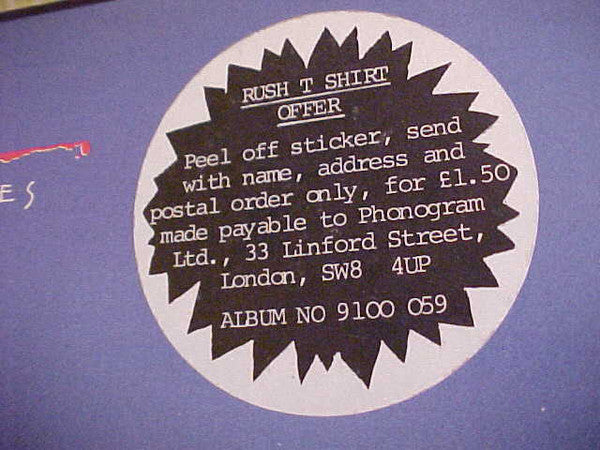 RUSH T SHIRT
OFFER
Peel off sticker, send
with name, address and
postal order only, for £1.50
made payable to Phonogram
Ltd., 33 Linford Street,
London, SW8 4UP
ALBUM NO 9100 059
ES